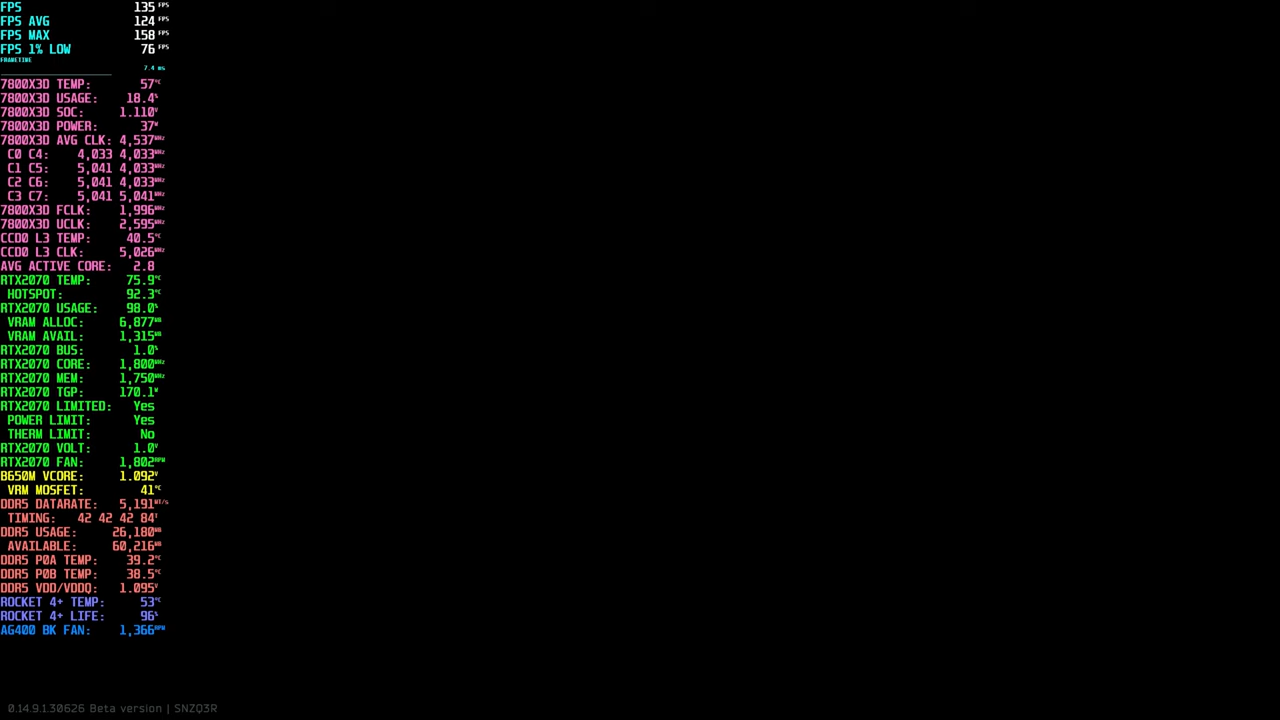 FPS 135 FPS
FPS AVG 124 FPS
FPS MAX 158 FPS
FPS 1% LOW 76 FPS
FRAMETIME
7.4 ms
7800X3D TEMP: 57°C
7800X3D USAGE: 18.4%
7800X3D SOC: 1.110V
7800X3D POWER: 37W
7800X3D AVG CLK: 4,537MHz
C0 C4: 4,033 4,033MHz
C1 C5: 5,041 4,033MHz
C2 C6: 5,041 4,033MHz
C3 C7: 5,041 5,041MHz
7800X3D FCLK: 1,996MHz
7800X3D UCLK: 2,595MHz
CCD0 L3 TEMP: 40.5°C
CCD0 L3 CLK: 5,026MHz
AVG ACTIVE CORE: 2.8
RTX2070 TEMP: 75.9°C
HOTSPOT: 92.3°C
RTX2070 USAGE: 98.0%
VRAM ALLOC: 6,877MB
VRAM AVAIL: 1,315MB
RTX2070 BUS: 1.0%
RTX2070 CORE: 1,800MHz
RTX2070 MEM: 1,750MHz
RTX2070 TGP: 170.1W
RTX2070 LIMITED: Yes
POWER LIMIT: Yes
THERM LIMIT: No
RTX2070 VOLT: 1.0V
RTX2070 FAN: 1,802RPM
B650M VCORE: 1.092V
VRM MOSFET: 41°C
DDR5 DATARATE: 5,191MT/s
TIMING: 42 42 42 84T
DDR5 USAGE: 26,180MB
AVAILABLE: 60,216MB
DDR5 P0A TEMP: 39.2°C
DDR5 P0B TEMP: 38.5°C
DDR5 VDD/VDDQ: 1.095V
ROCKET 4+ TEMP: 53°C
ROCKET 4+ LIFE: 96%
AG400 BK FAN: 1,366RPM
0.14.9.1.30626 Beta version | SNZQ3R